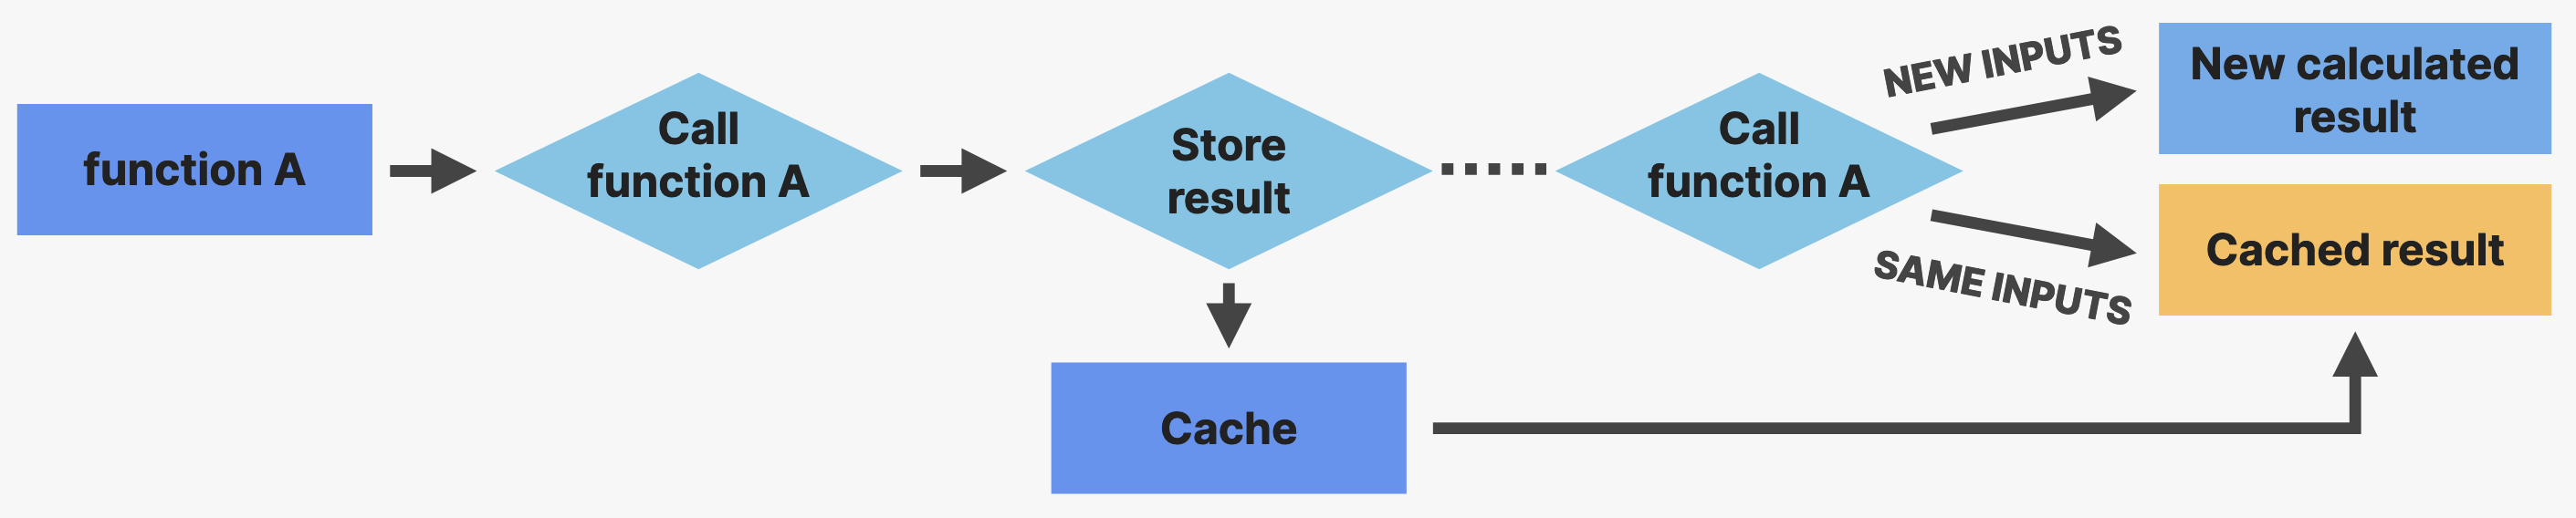 function A
Call
function A
Store
result
Cache
Call
function A
NEW INPUTS
SAME INPUTS
New calculated
result
Cached result